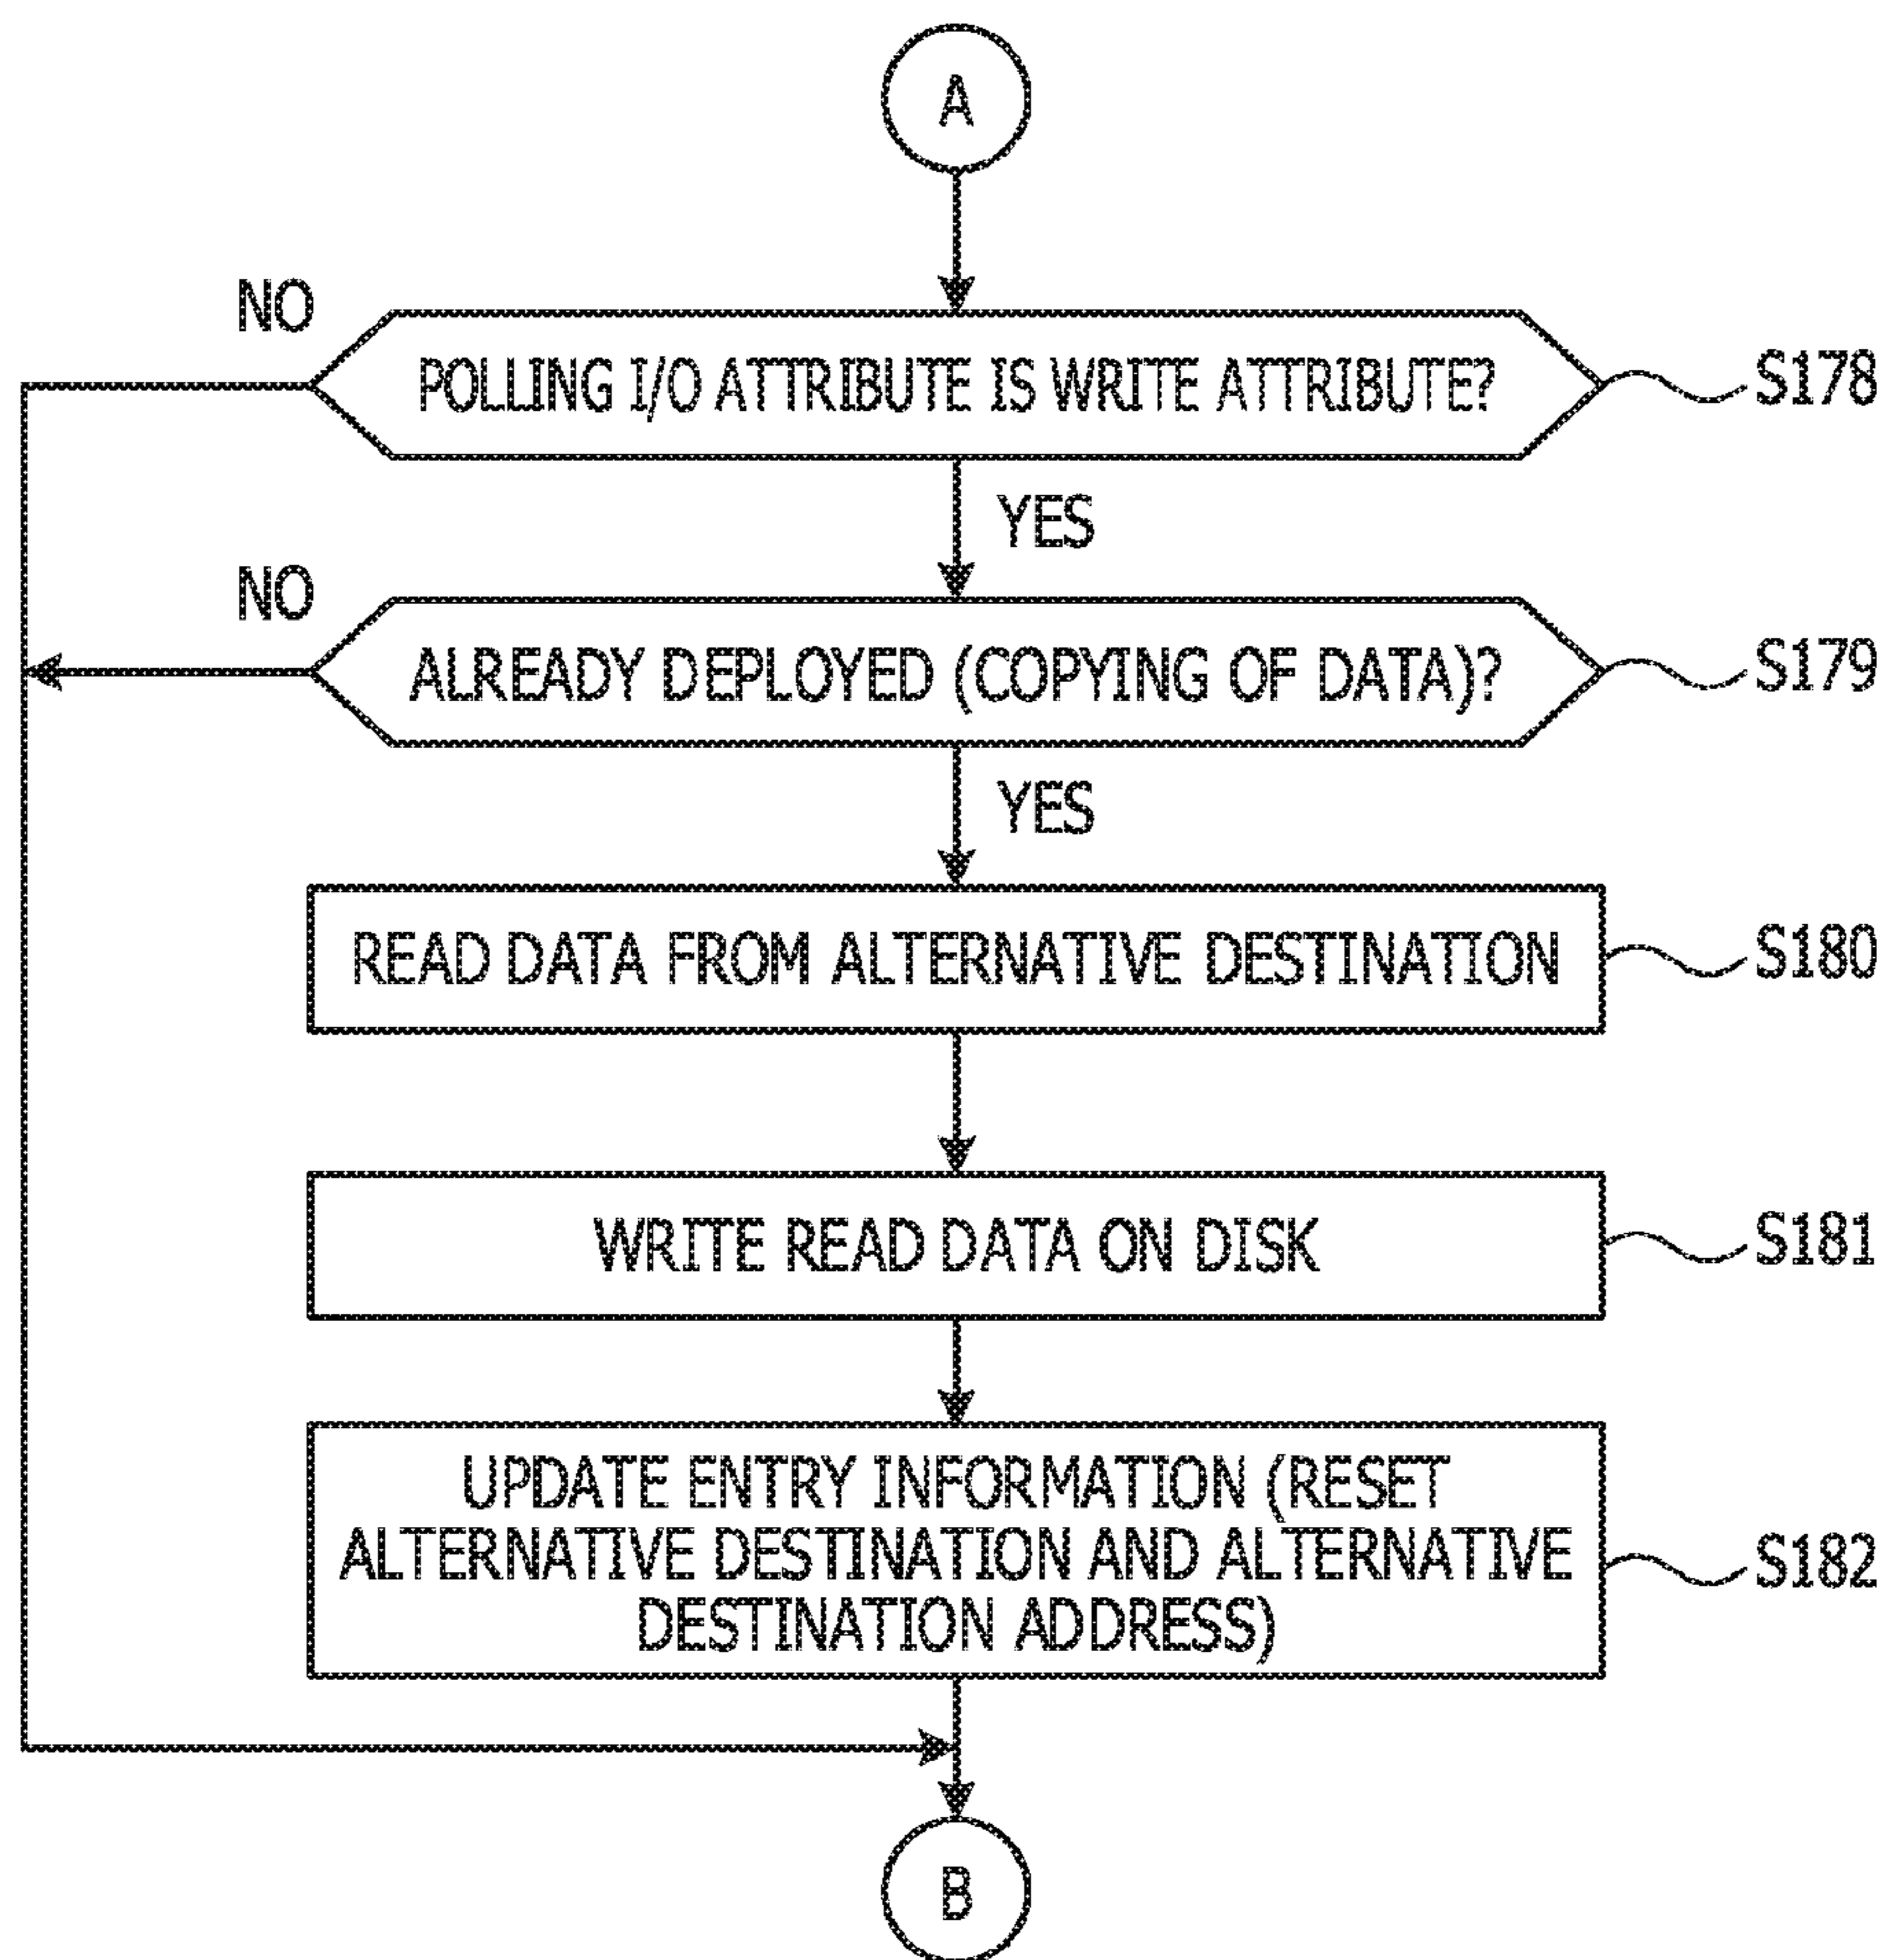 A
NO
POLLING I/O ATTRIBUTE IS WRITE ATTRIBUTE?
S178
YES
NO
ALREADY DEPLOYED (COPYING OF DATA)?
S179
YES
READ DATA FROM ALTERNATIVE DESTINATION
S180
WRITE READ DATA ON DISK
S181
UPDATE ENTRY INFORMATION (RESET
ALTERNATIVE DESTINATION AND ALTERNATIVE
DESTINATION ADDRESS)
S182
B